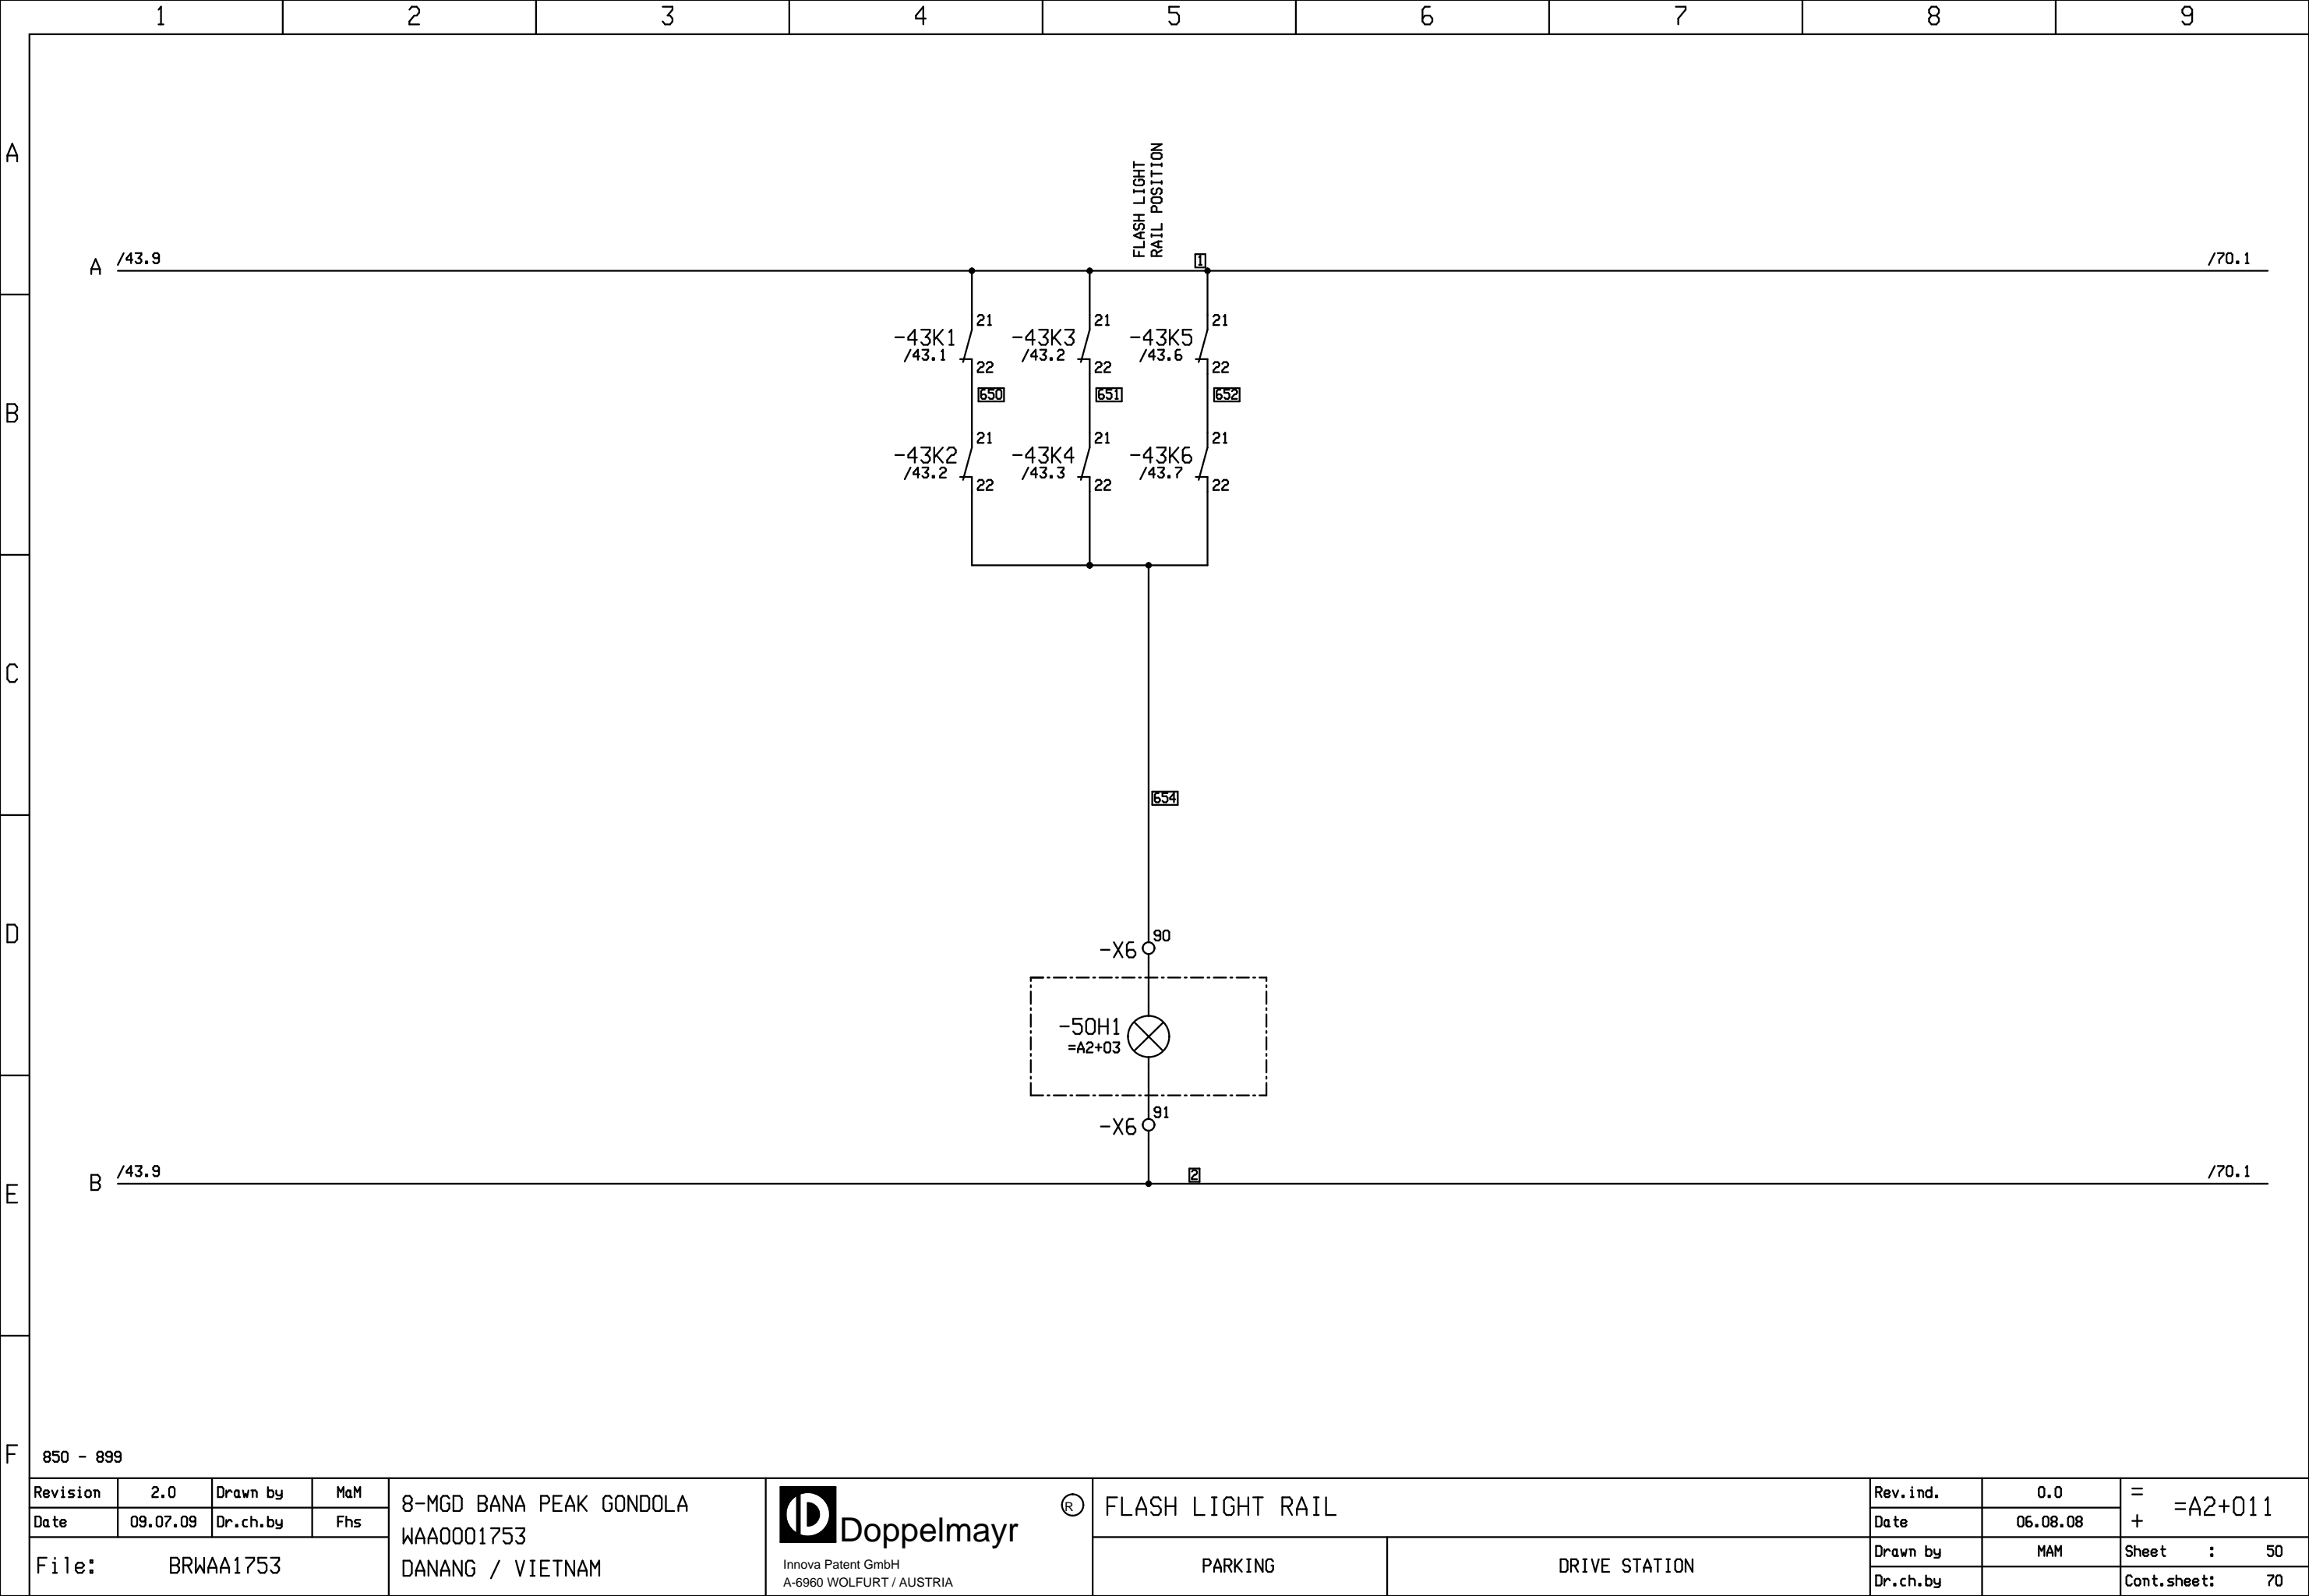 1 2 3 4 5 6 7 8 9
A
B
C
D
E
F
FLASH LIGHT
RAIL POSITION
A /43.9
1
/70.1
-43K1
/43.1
21
22
-43K3
/43.2
21
22
-43K5
/43.6
21
22
650
651
652
-43K2
/43.2
21
22
-43K4
/43.3
21
22
-43K6
/43.7
21
22
654
-X6 90
-50H1
=A2+03
-X6 91
B /43.9
2
/70.1
850 - 899
Revision 2.0 Drawn by MaM
Date 09.07.09 Dr.ch.by Fhs
File: BRWAA1753
8-MGD BANA PEAK GONDOLA
WAA0001753
DANANG / VIETNAM
Doppelmayr
®
Innova Patent GmbH
A-6960 WOLFURT / AUSTRIA
FLASH LIGHT RAIL
PARKING
DRIVE STATION
Rev.ind. 0.0
Date 06.08.08
Drawn by MAM
Dr.ch.by
=
+
=A2+011
Sheet : 50
Cont.sheet: 70